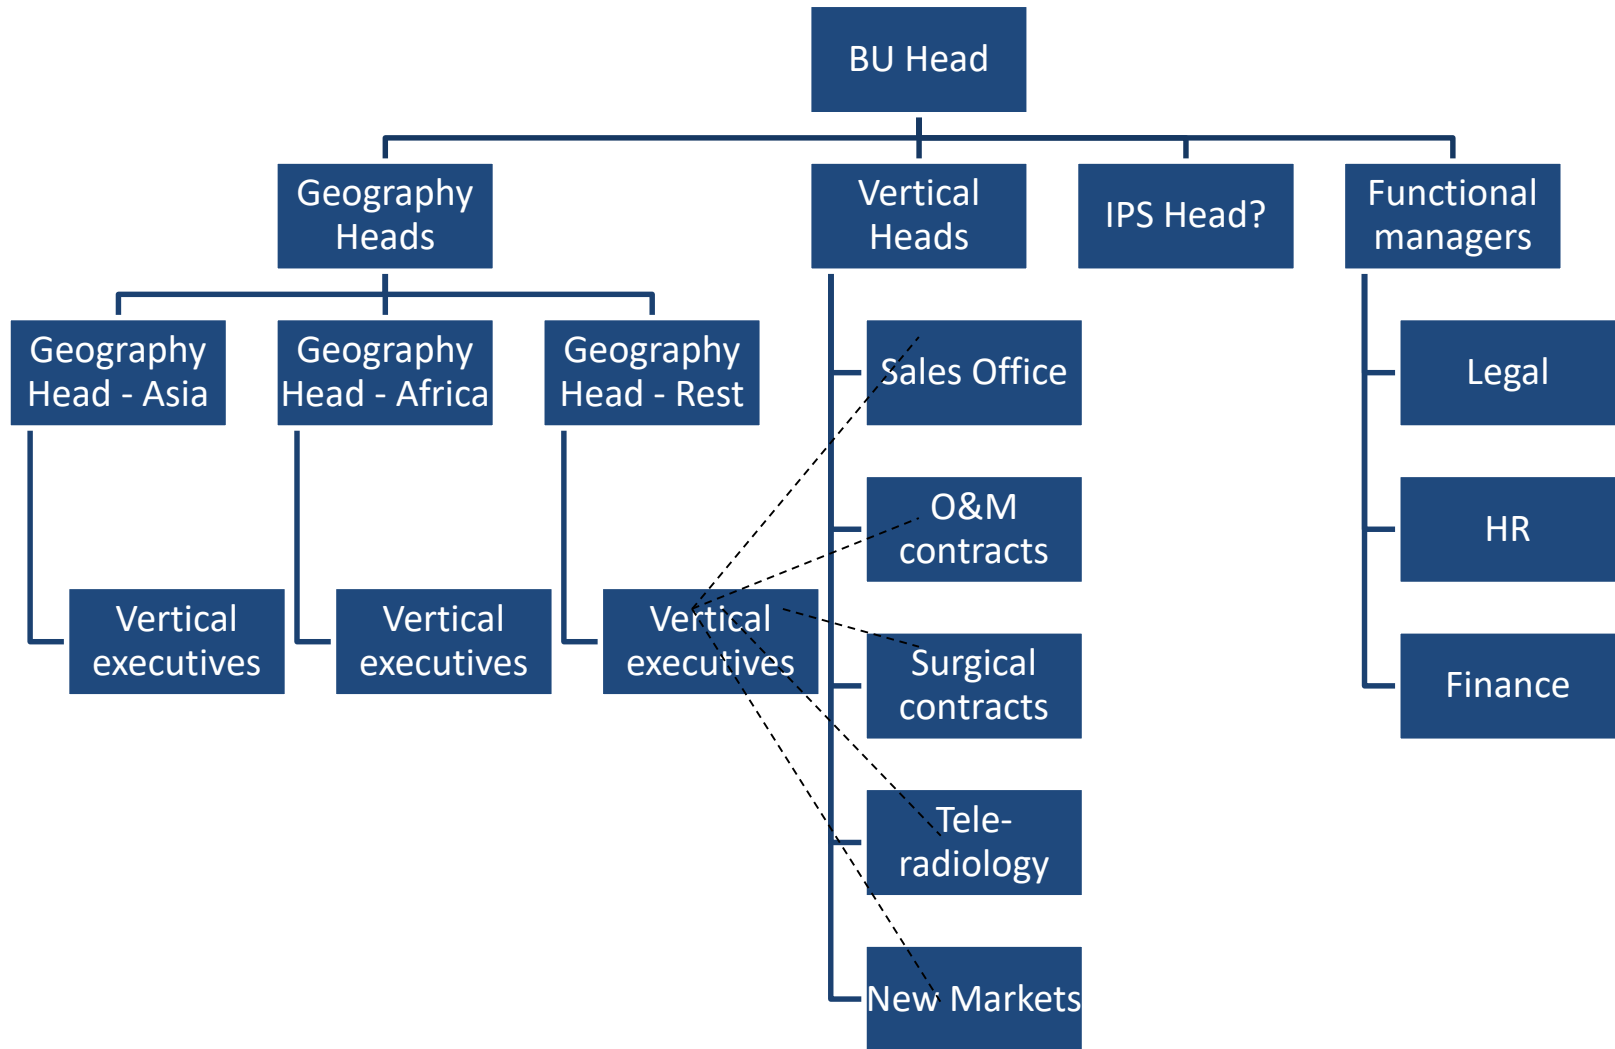 BU Head
Geography
Heads
Vertical
Heads
IPS Head?
Functional
managers
Geography
Head - Asia
Geography
Head - Africa
Geography
Head - Rest
Sales Office
Legal
O&M
contracts
HR
Vertical
executives
Vertical
executives
Vertical
executives
Surgical
contracts
Finance
Tele-
radiology
New Markets